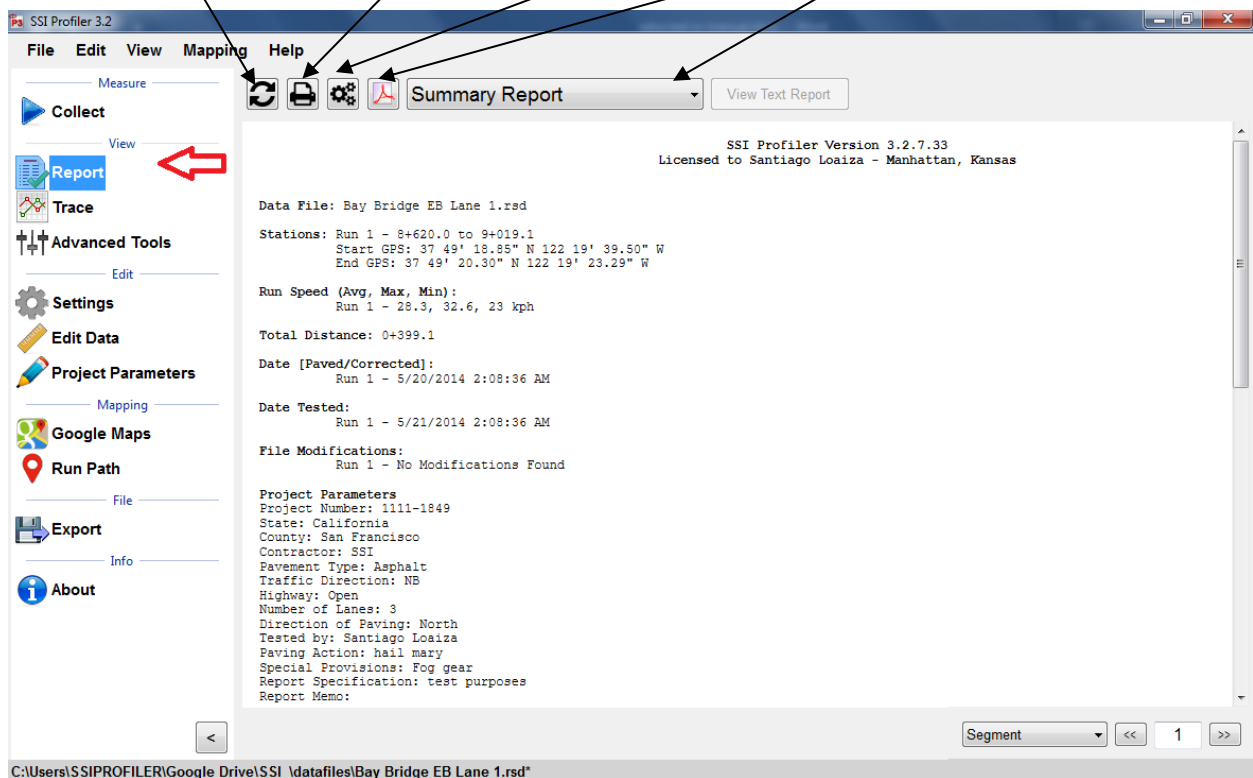 SSI Profiler 3.2
File Edit View Mapping Help
Measure
Collect
View
Report
Trace
Advanced Tools
Edit
Settings
Edit Data
Project Parameters
Mapping
Google Maps
Run Path
File
Export
Info
About
<
Summary Report
View Text Report
SSI Profiler Version 3.2.7.33
Licensed to Santiago Loaiza - Manhattan, Kansas
Data File: Bay Bridge EB Lane 1.rsd
Stations: Run 1 - 8+620.0 to 9+019.1
Start GPS: 37 49' 18.85" N 122 19' 39.50" W
End GPS: 37 49' 20.30" N 122 19' 23.29" W
Run Speed (Avg, Max, Min):
Run 1 - 28.3, 32.6, 23 kph
Total Distance: 0+399.1
Date [Paved/Corrected]:
Run 1 - 5/20/2014 2:08:36 AM
Date Tested:
Run 1 - 5/21/2014 2:08:36 AM
File Modifications:
Run 1 - No Modifications Found
Project Parameters
Project Number: 1111-1849
State: California
County: San Francisco
Contractor: SSI
Pavement Type: Asphalt
Traffic Direction: NB
Highway: Open
Number of Lanes: 3
Direction of Paving: North
Tested by: Santiago Loaiza
Paving Action: hail mary
Special Provisions: Fog gear
Report Specification: test purposes
Report Memo:
Segment << 1 >>
C:\Users\SSIPROFILER\Google Drive\SSI_\datafiles\Bay Bridge EB Lane 1.rsd*